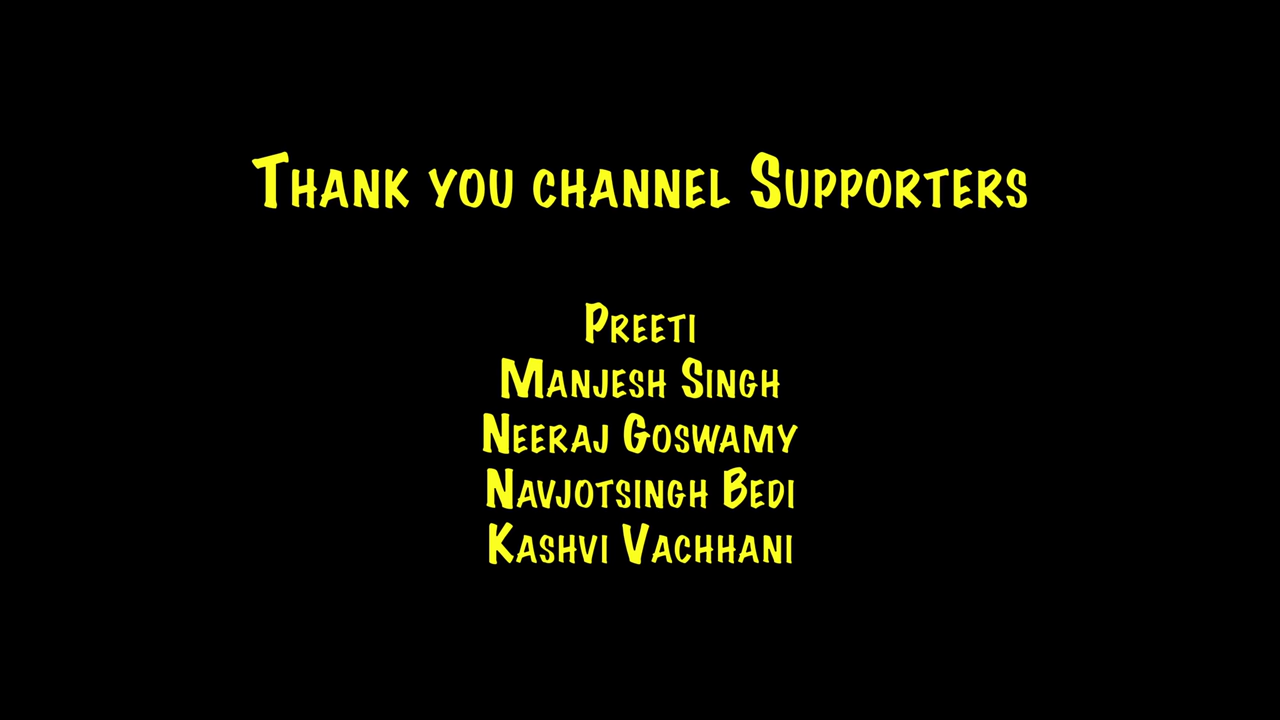 Thank you channel Supporters
Preeti
Manjesh Singh
Neeraj Goswamy
Navjotsingh Bedi
Kashvi Vachhani